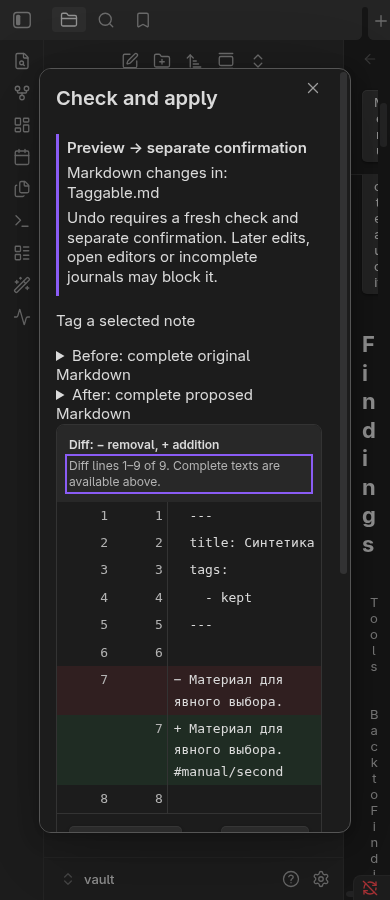 Check and apply
Preview → separate confirmation
Markdown changes in:
Taggable.md
Undo requires a fresh check and
separate confirmation. Later edits,
open editors or incomplete
journals may block it.
Tag a selected note
▶ Before: complete original
Markdown
▶ After: complete proposed
Markdown
Diff: − removal, + addition
Diff lines 1–9 of 9. Complete texts are
available above.
1 1 ---
2 2 title: Синтетика
3 3 tags:
4 4 - kept
5 5 ---
6 6
7 − Материал для
явного выбора.
7 + Материал для
явного выбора.
#manual/second
8 8
vault
F
i
n
d
i
n
g
s
T
o
o
l
s
B
a
c
k
t
o
F
i
n
d
i